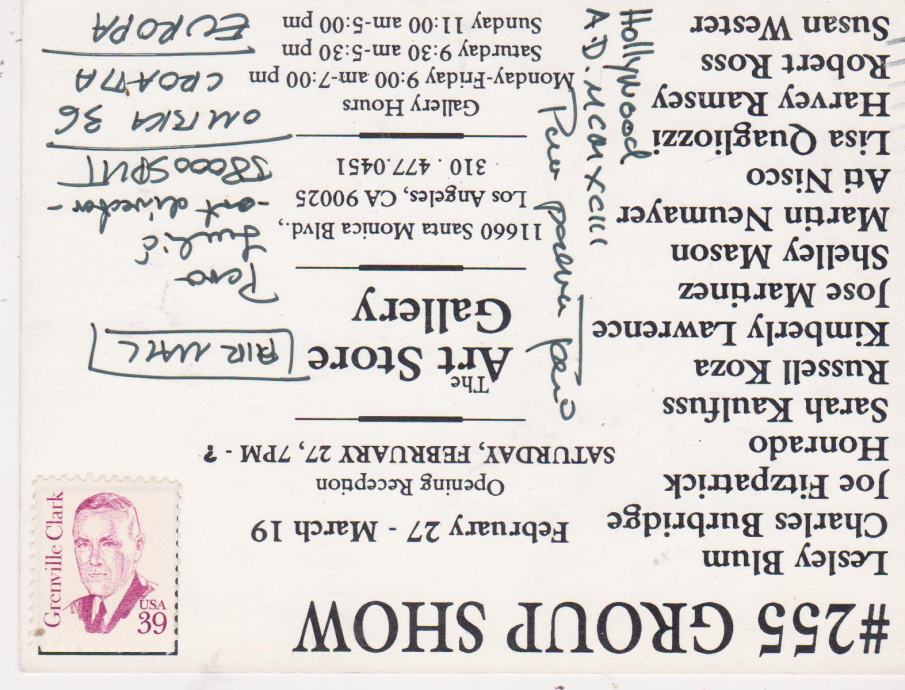 #255 GROUP SHOW
Lesley Blum
Charles Burbridge
Joe Fitzpatrick
Honrado
Sarah Kaulfuss
Russell Koza
Kimberly Lawrence
Jose Martinez
Shelley Mason
Martin Neumayer
Ati Nisco
Lisa Quagliozzi
Harvey Ramsey
Robert Ross
Susan Wester
February 27 - March 19
Opening Reception
SATURDAY, FEBRUARY 27, 7PM - ?
The
Art Store
Gallery
11660 Santa Monica Blvd.,
Los Angeles, CA 90025
310 . 477.0451
Gallery Hours
Monday-Friday 9:00 am-7:00 pm
Saturday 9:30 am-5:30 pm
Sunday 11:00 am-5:00 pm
Hollywood
A.D. MCMXCIII
AIR MAIL
Pero
-art director-
58000 SPLIT
36
CROATIA
EUROPA
Grenville Clark
USA
39